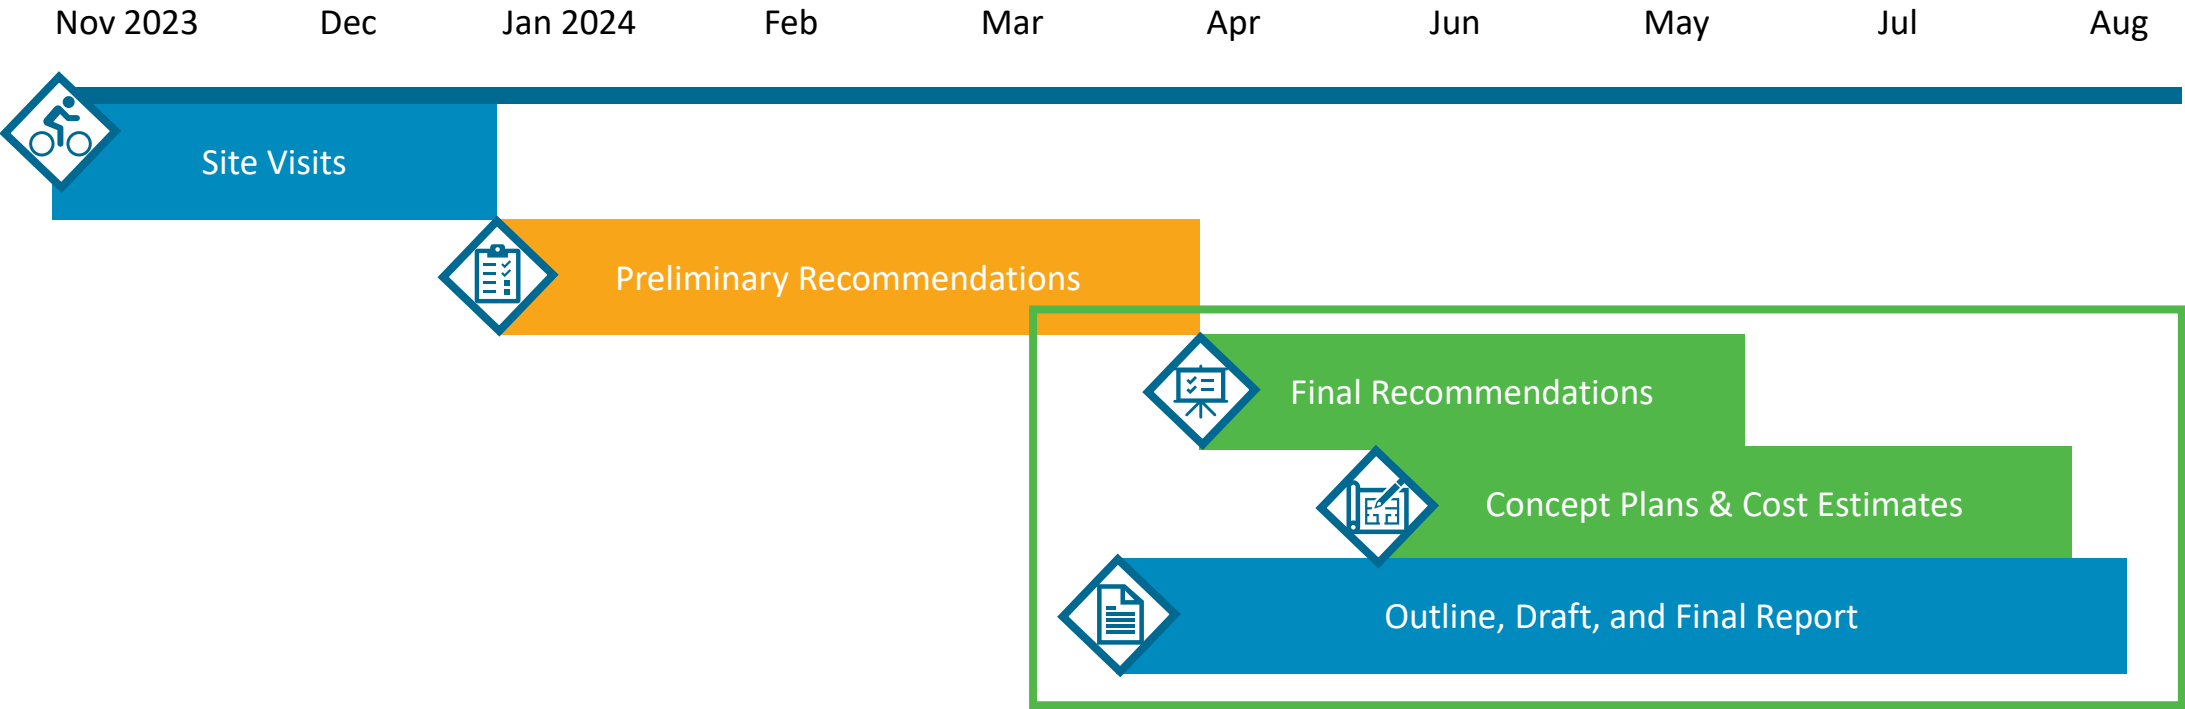 Nov 2023 Dec Jan 2024 Feb Mar Apr Jun May Jul Aug
Site Visits
Preliminary Recommendations
Final Recommendations
Concept Plans & Cost Estimates
Outline, Draft, and Final Report